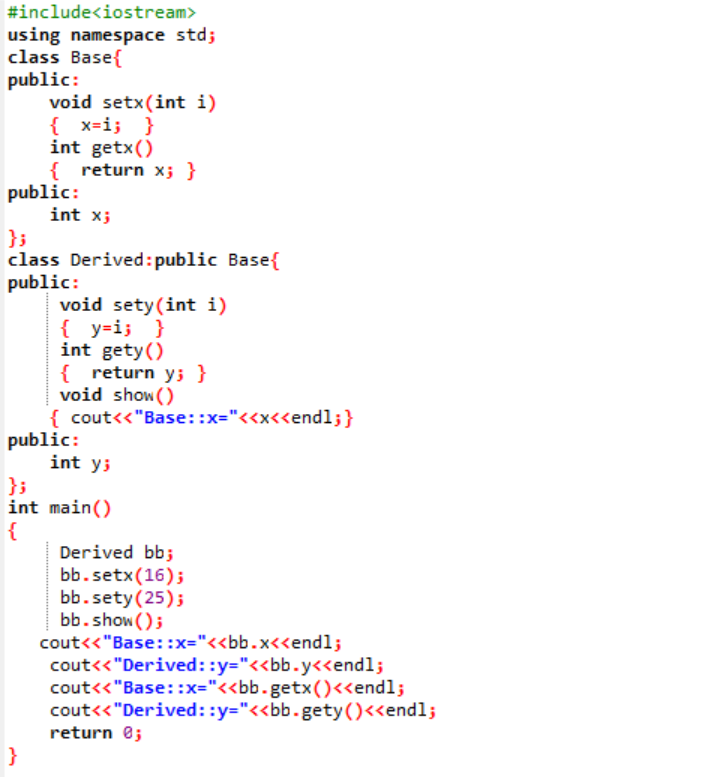 #include<iostream>
using namespace std;
class Base{
public:
    void setx(int i)
    {  x=i;  }
    int getx()
    {  return x; }
public:
    int x;
};
class Derived:public Base{
public:
     void sety(int i)
     {  y=i;  }
     int gety()
     {  return y; }
     void show()
    { cout<<"Base::x="<<x<<endl;}
public:
    int y;
};
int main()
{
     Derived bb;
     bb.setx(16);
     bb.sety(25);
     bb.show();
   cout<<"Base::x="<<bb.x<<endl;
    cout<<"Derived::y="<<bb.y<<endl;
    cout<<"Base::x="<<bb.getx()<<endl;
    cout<<"Derived::y="<<bb.gety()<<endl;
    return 0;
}